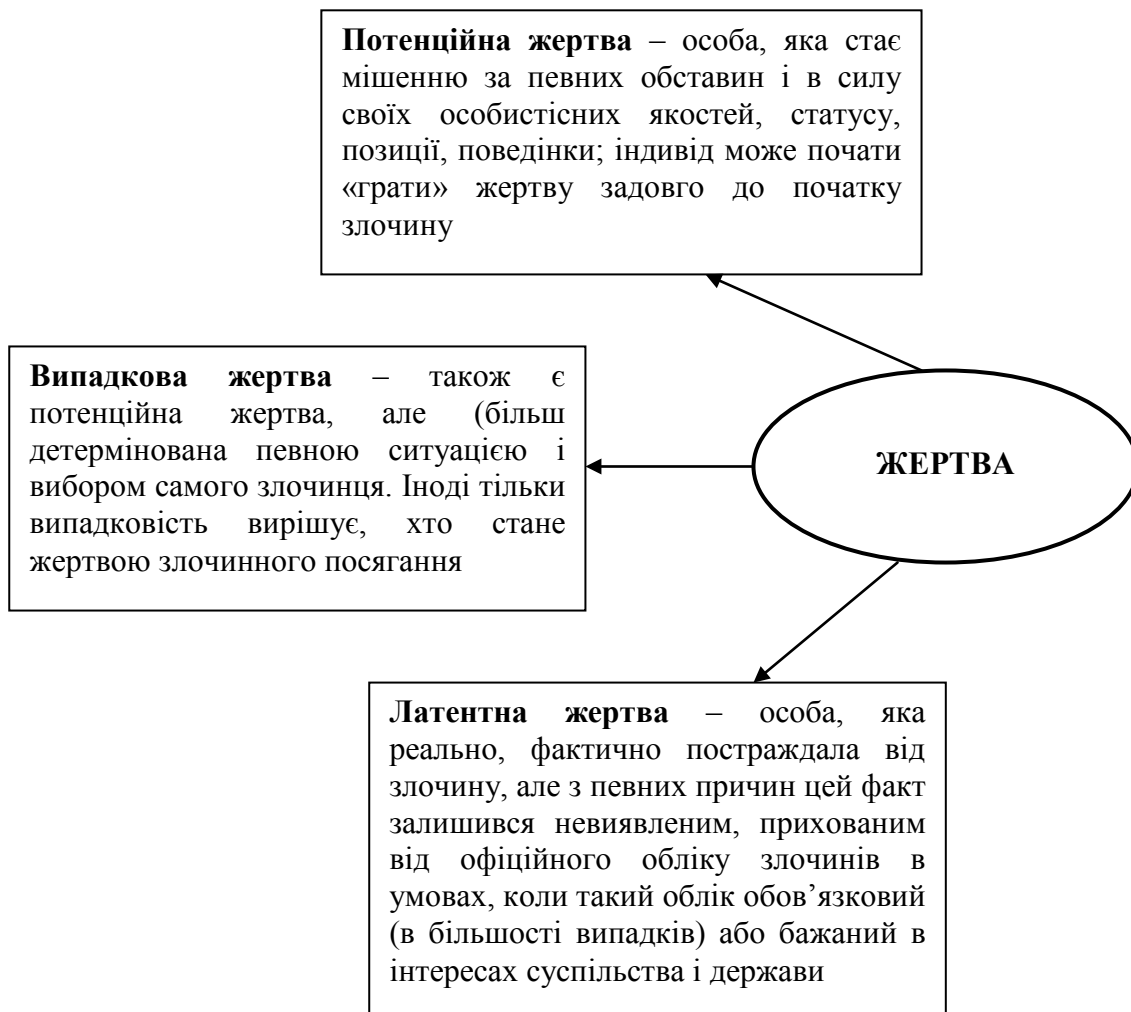 Потенційна жертва – особа, яка стає
мішенню за певних обставин і в силу
своїх особистісних якостей, статусу,
позиції, поведінки; індивід може почати
«грати» жертву задовго до початку
злочину
Випадкова жертва – також є
потенційна жертва, але (більш
детермінована певною ситуацією і
вибором самого злочинця. Іноді тільки
випадковість вирішує, хто стане
жертвою злочинного посягання
ЖЕРТВА
Латентна жертва – особа, яка
реально, фактично постраждала від
злочину, але з певних причин цей факт
залишився невиявленим, прихованим
від офіційного обліку злочинів в
умовах, коли такий облік обов’язковий
(в більшості випадків) або бажаний в
інтересах суспільства і держави